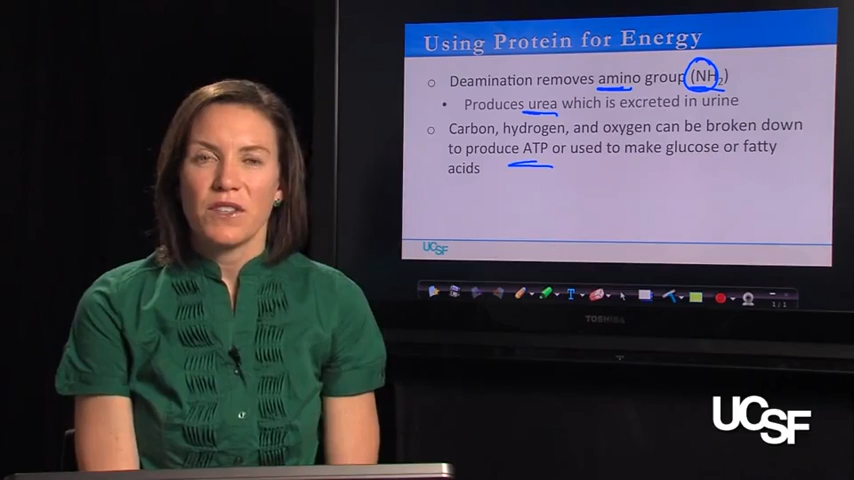 Using Protein for Energy
Deamination removes amino group (NH2)
Produces urea which is excreted in urine
Carbon, hydrogen, and oxygen can be broken down
to produce ATP or used to make glucose or fatty
acids
UCSF
T
1/1
TOSHIBA
UCSF